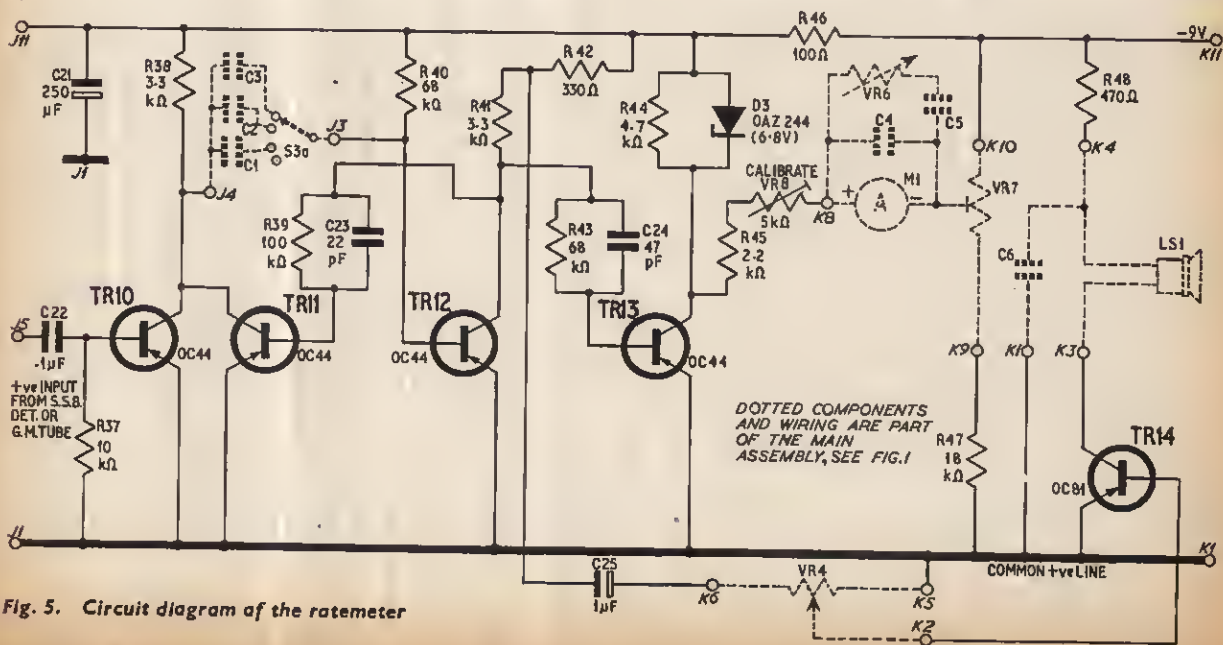 J11
C21
250
μF
J1
R38
3·3
kΩ
C3
C2
C1
S3a
J3
J4
R40
68
kΩ
R42
330Ω
R41
3·3
kΩ
R44
4·7
kΩ
D3
OAZ 244
(6·8V)
R46
100Ω
VR6
C5
C4
-9V
K11
R48
470Ω
K10
K4
CALIBRATE
VR8
5kΩ
K8
+
A
M1
-
VR7
R39
100
kΩ
C23
22
pF
R43
68
kΩ
C24
47
pF
R45
2·2
kΩ
C6
LS1
J5
C22
·1μF
TR10
OC44
TR11
OC44
TR12
OC44
TR13
OC44
K9
K1
K3
+ve INPUT
FROM S.S.B.
DET. OR
G.M. TUBE
R37
10
kΩ
DOTTED COMPONENTS
AND WIRING ARE PART
OF THE MAIN
ASSEMBLY, SEE FIG.1
R47
18
kΩ
TR14
OC81
J1
COMMON +ve LINE
K1
C25
1μF
K6
VR4
K5
K2
Fig. 5. Circuit diagram of the ratemeter